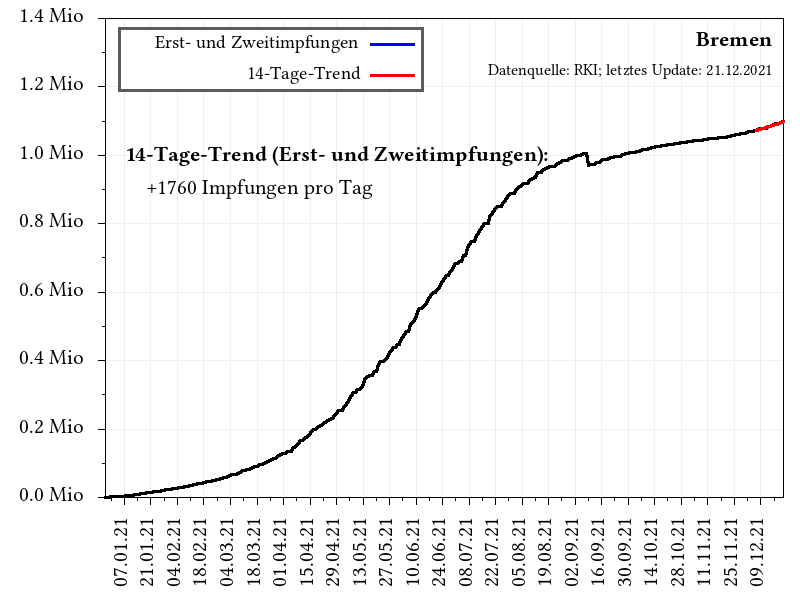 1.4 Mio
1.2 Mio
1.0 Mio
0.8 Mio
0.6 Mio
0.4 Mio
0.2 Mio
0.0 Mio
Erst- und Zweitimpfungen
14-Tage-Trend
Bremen
Datenquelle: RKI; letztes Update: 21.12.2021
14-Tage-Trend (Erst- und Zweitimpfungen):
+1760 Impfungen pro Tag
07.01.21
21.01.21
04.02.21
18.02.21
04.03.21
18.03.21
01.04.21
15.04.21
29.04.21
13.05.21
27.05.21
10.06.21
24.06.21
08.07.21
22.07.21
05.08.21
19.08.21
02.09.21
16.09.21
30.09.21
14.10.21
28.10.21
11.11.21
25.11.21
09.12.21